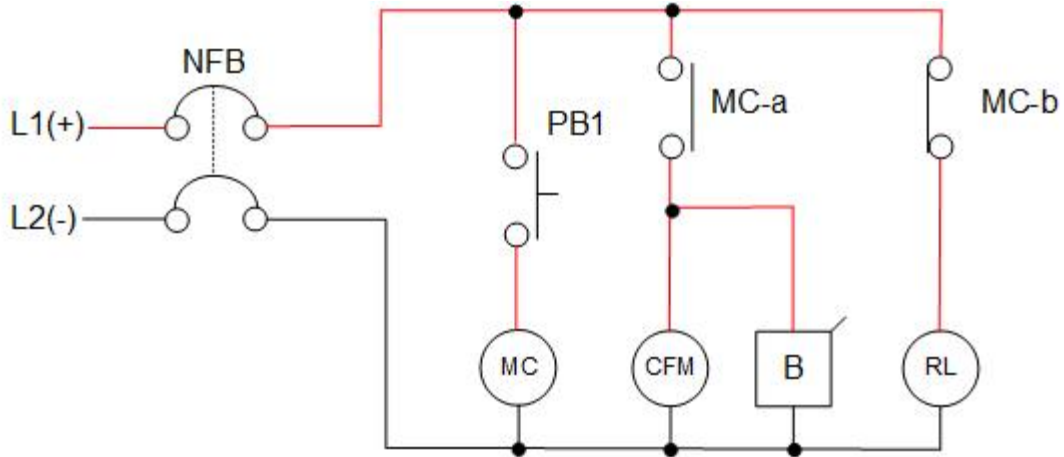 NFB
L1(+)
L2(-)
PB1
MC-a
MC-b
MC
CFM
B
RL